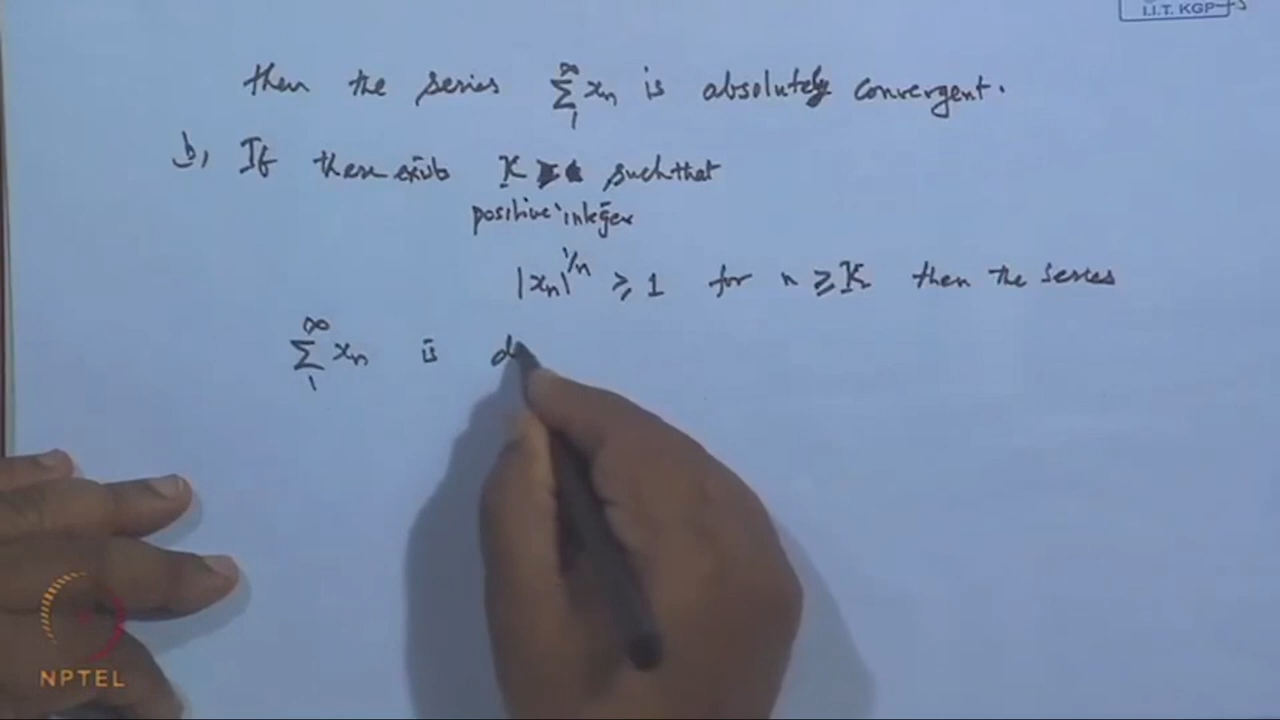 I.I.T. KGP
then the series ∑₁^∞ xₙ is absolutely convergent.
b, If there exists K such that
positive integer
|xₙ|^1/n ≥ 1 for n ≥ K then the series
∑₁^∞ xₙ is d
NPTEL